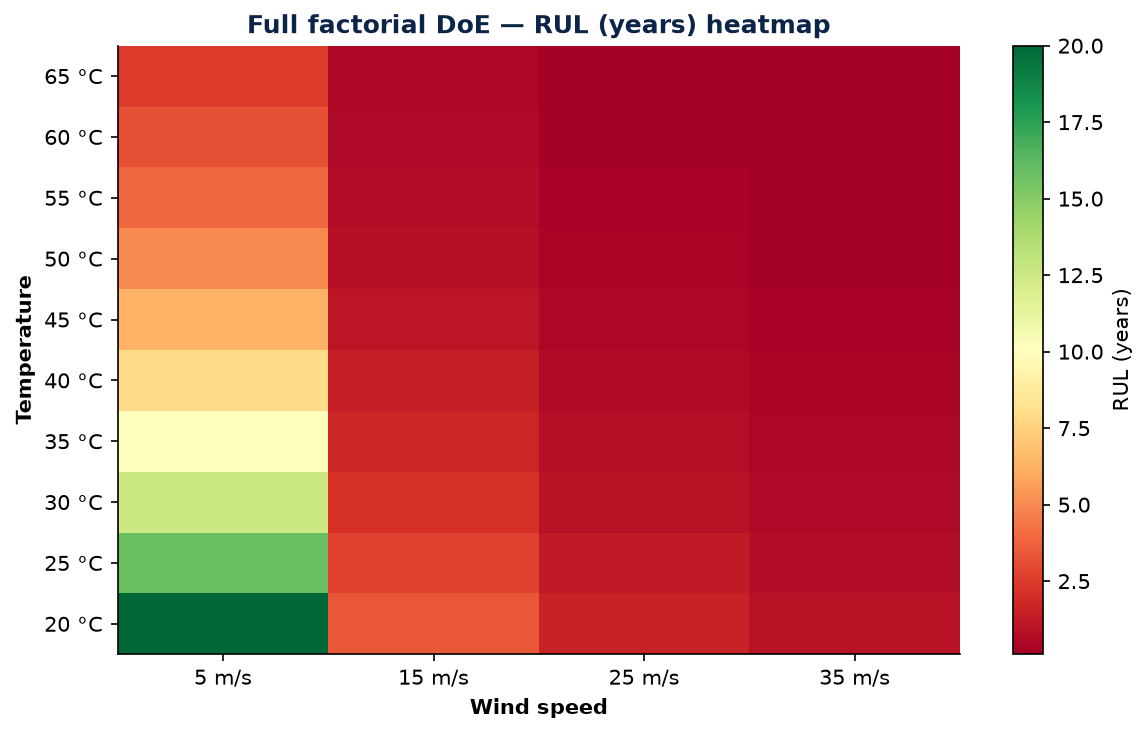 Full factorial DoE — RUL (years) heatmap
65 °C
60 °C
55 °C
50 °C
45 °C
40 °C
35 °C
30 °C
25 °C
20 °C
Temperature
5 m/s
15 m/s
25 m/s
35 m/s
Wind speed
20.0
17.5
15.0
12.5
10.0
7.5
5.0
2.5
RUL (years)